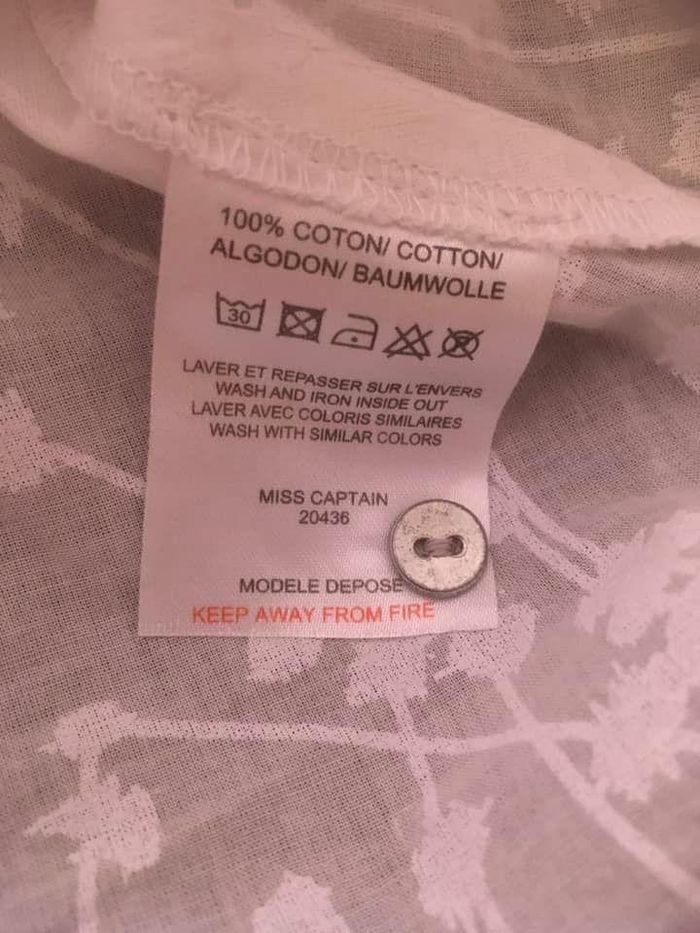 100% COTON/ COTTON/
ALGODON/ BAUMWOLLE
30
LAVER ET REPASSER SUR L'ENVERS
WASH AND IRON INSIDE OUT
LAVER AVEC COLORIS SIMILAIRES
WASH WITH SIMILAR COLORS
MISS CAPTAIN
20436
MODELE DEPOSE
KEEP AWAY FROM FIRE